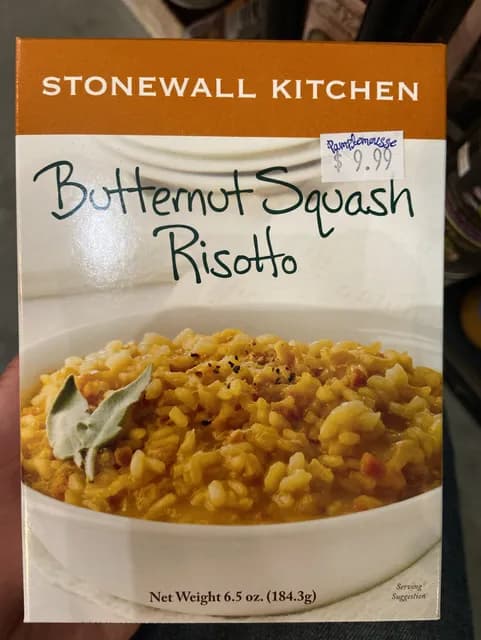 STONEWALL KITCHEN
Pamplemousse
$ 9.99
Butternut Squash
Risotto
Serving
Suggestion
Net Weight 6.5 oz. (184.3g)